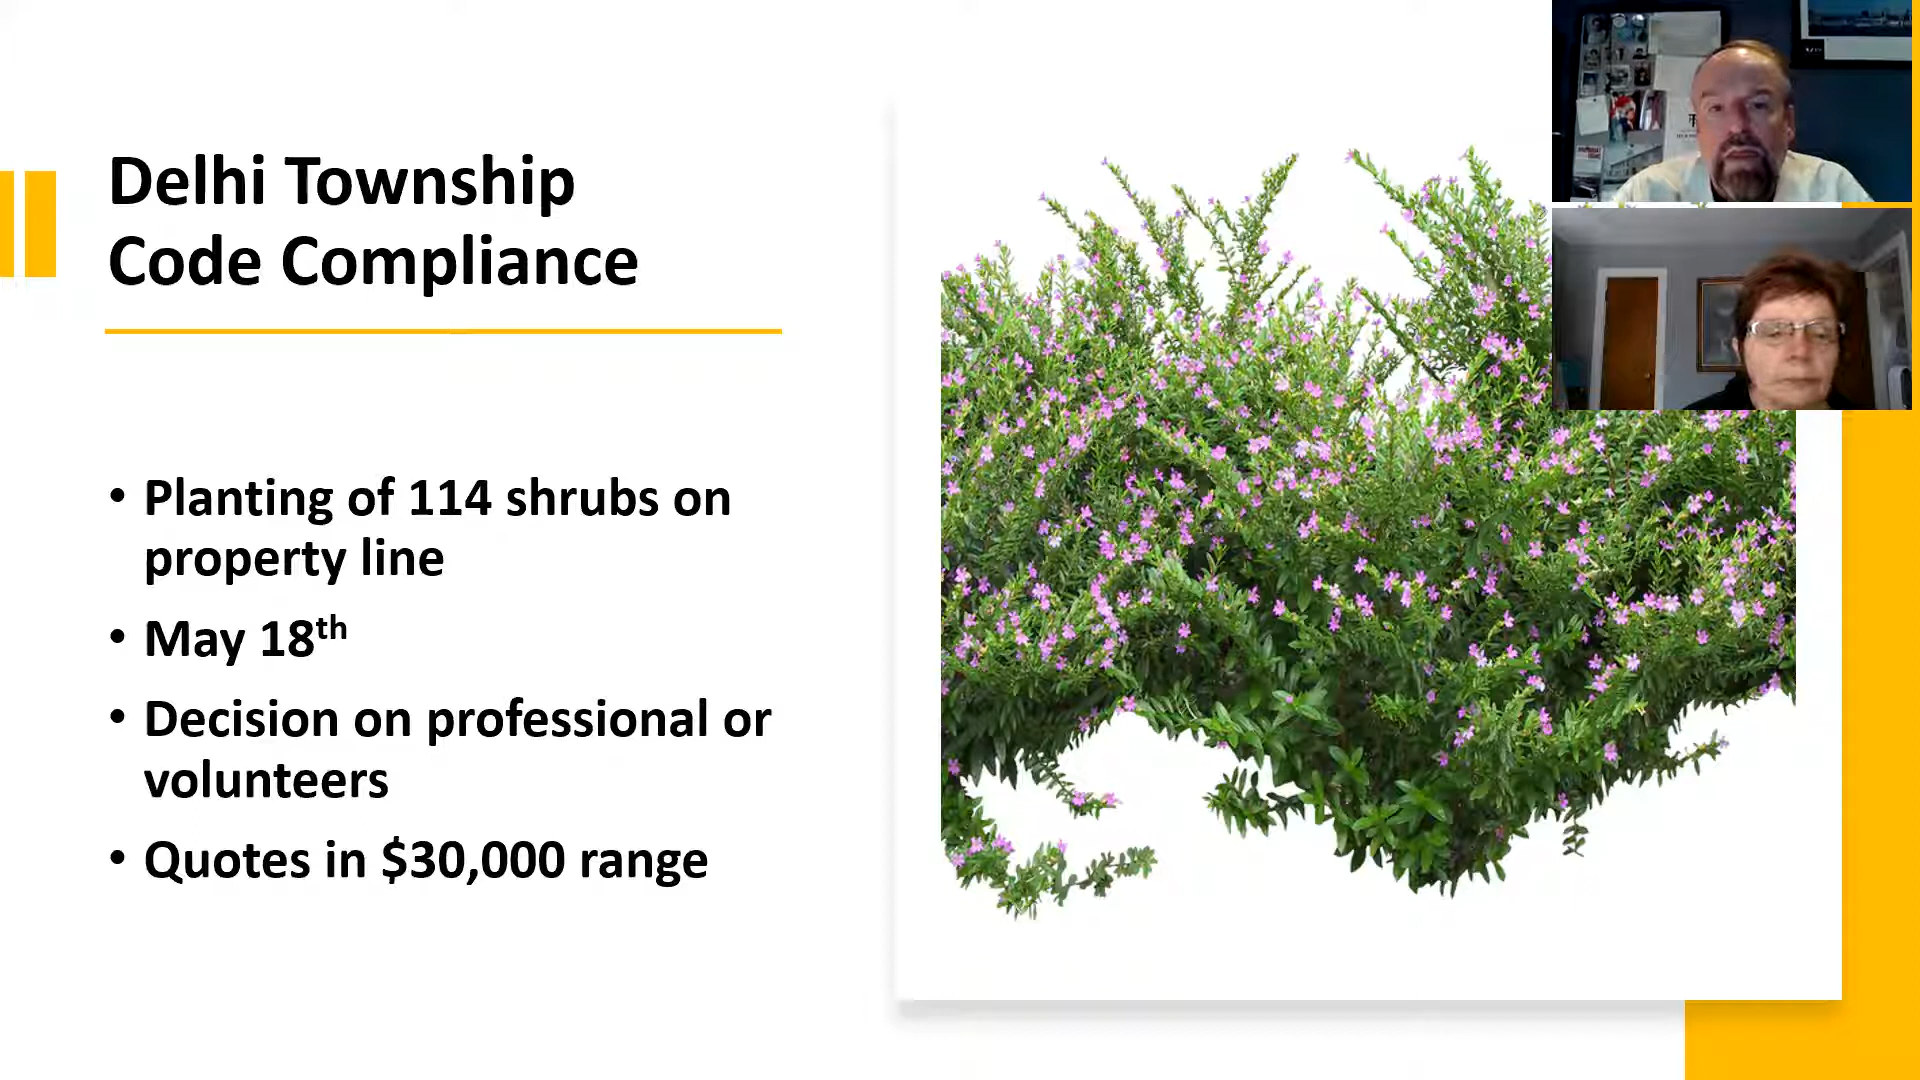 Delhi Township
Code Compliance
• Planting of 114 shrubs on
property line
• May 18th
• Decision on professional or
volunteers
• Quotes in $30,000 range